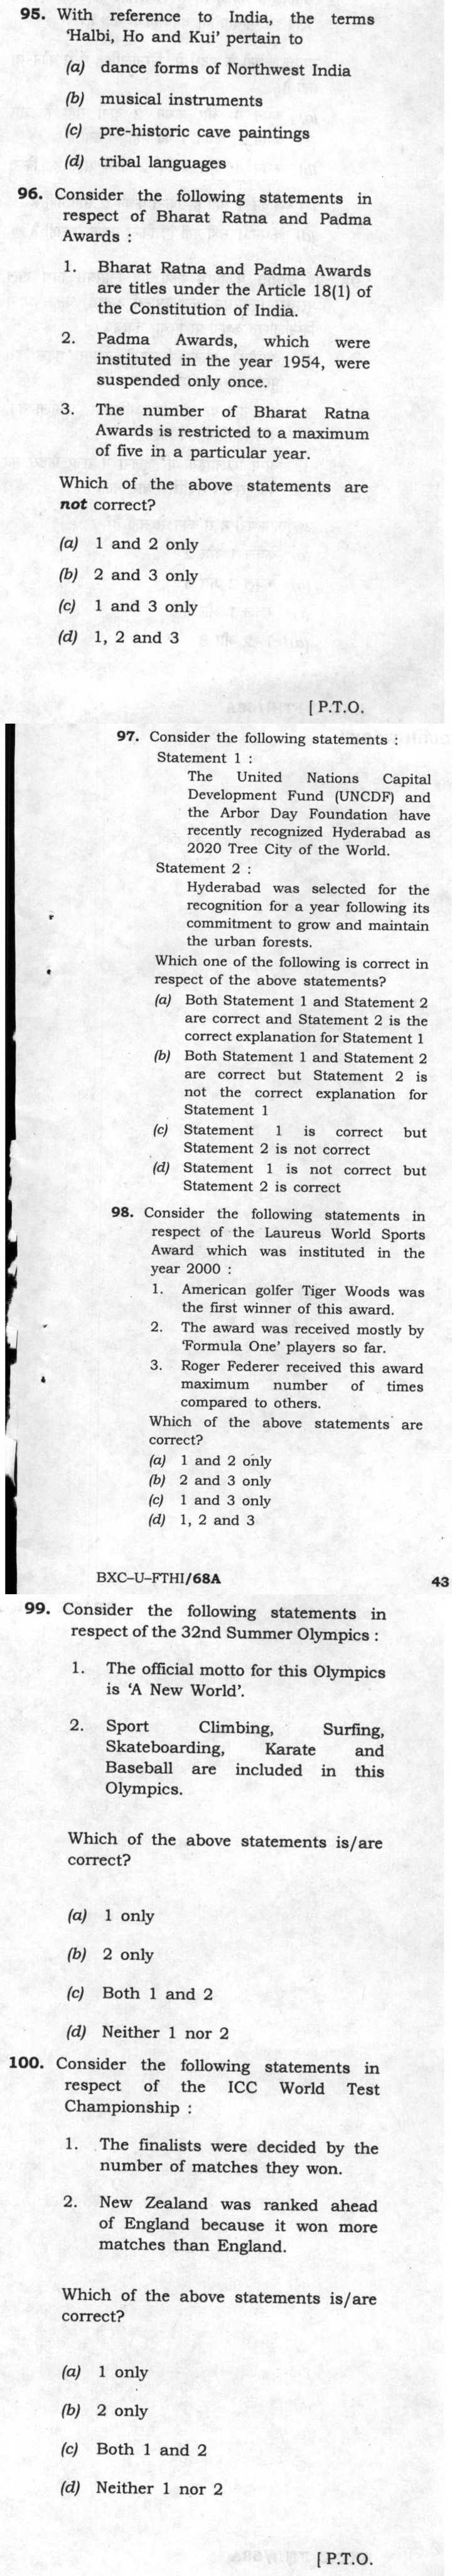 95. With reference to India, the terms
'Halbi, Ho and Kui' pertain to
(a) dance forms of Northwest India
(b) musical instruments
(c) pre-historic cave paintings
(d) tribal languages
96. Consider the following statements in
respect of Bharat Ratna and Padma
Awards :
1. Bharat Ratna and Padma Awards
are titles under the Article 18(1) of
the Constitution of India.
2. Padma Awards, which were
instituted in the year 1954, were
suspended only once.
3. The number of Bharat Ratna
Awards is restricted to a maximum
of five in a particular year.
Which of the above statements are
not correct?
(a) 1 and 2 only
(b) 2 and 3 only
(c) 1 and 3 only
(d) 1, 2 and 3
[ P.T.O.
97. Consider the following statements :
Statement 1 :
The United Nations Capital
Development Fund (UNCDF) and
the Arbor Day Foundation have
recently recognized Hyderabad as
2020 Tree City of the World.
Statement 2 :
Hyderabad was selected for the
recognition for a year following its
commitment to grow and maintain
the urban forests.
Which one of the following is correct in
respect of the above statements?
(a) Both Statement 1 and Statement 2
are correct and Statement 2 is the
correct explanation for Statement 1
(b) Both Statement 1 and Statement 2
are correct but Statement 2 is
not the correct explanation for
Statement 1
(c) Statement 1 is correct but
Statement 2 is not correct
(d) Statement 1 is not correct but
Statement 2 is correct
98. Consider the following statements in
respect of the Laureus World Sports
Award which was instituted in the
year 2000 :
1. American golfer Tiger Woods was
the first winner of this award.
2. The award was received mostly by
'Formula One' players so far.
3. Roger Federer received this award
maximum number of times
compared to others.
Which of the above statements are
correct?
(a) 1 and 2 only
(b) 2 and 3 only
(c) 1 and 3 only
(d) 1, 2 and 3
BXC-U-FTHI/68A 43
99. Consider the following statements in
respect of the 32nd Summer Olympics :
1. The official motto for this Olympics
is 'A New World'.
2. Sport Climbing, Surfing,
Skateboarding, Karate and
Baseball are included in this
Olympics.
Which of the above statements is/are
correct?
(a) 1 only
(b) 2 only
(c) Both 1 and 2
(d) Neither 1 nor 2
100. Consider the following statements in
respect of the ICC World Test
Championship :
1. The finalists were decided by the
number of matches they won.
2. New Zealand was ranked ahead
of England because it won more
matches than England.
Which of the above statements is/are
correct?
(a) 1 only
(b) 2 only
(c) Both 1 and 2
(d) Neither 1 nor 2
[ P.T.O.